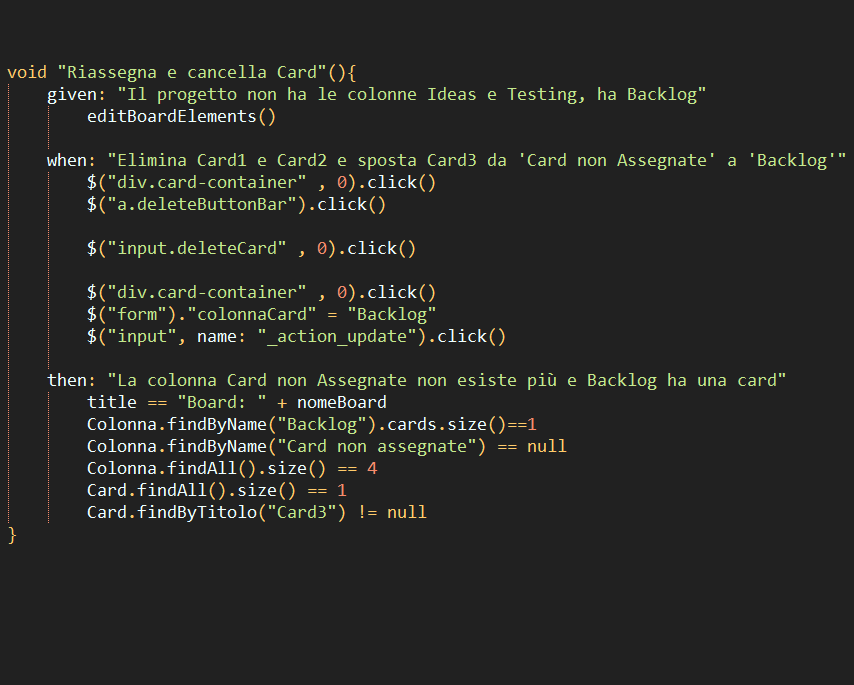 void "Riassegna e cancella Card"(){
given: "Il progetto non ha le colonne Ideas e Testing, ha Backlog"
editBoardElements()
when: "Elimina Card1 e Card2 e sposta Card3 da 'Card non Assegnate' a 'Backlog'"
$("div.card-container" , 0).click()
$("a.deleteButtonBar").click()
$("input.deleteCard" , 0).click()
$("div.card-container" , 0).click()
$("form")."colonnaCard" = "Backlog"
$("input", name: "_action_update").click()
then: "La colonna Card non Assegnate non esiste più e Backlog ha una card"
title == "Board: " + nomeBoard
Colonna.findByName("Backlog").cards.size()==1
Colonna.findByName("Card non assegnate") == null
Colonna.findAll().size() == 4
Card.findAll().size() == 1
Card.findByTitolo("Card3") != null
}